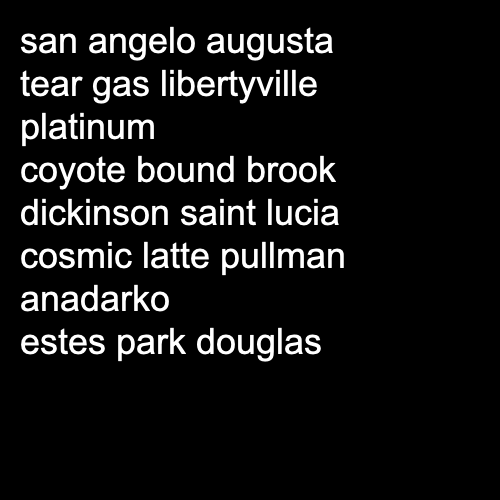 san angelo augusta
tear gas libertyville
platinum
coyote bound brook
dickinson saint lucia
cosmic latte pullman
anadarko
estes park douglas